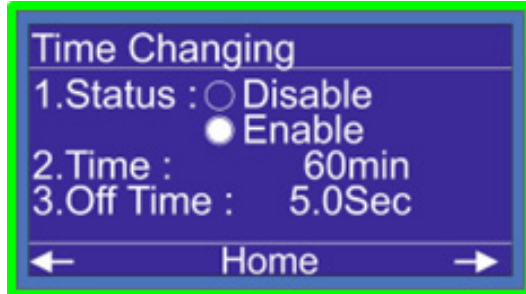 Time Changing
1.Status : Disable
Enable
2.Time : 60min
3.Off Time : 5.0Sec
Home